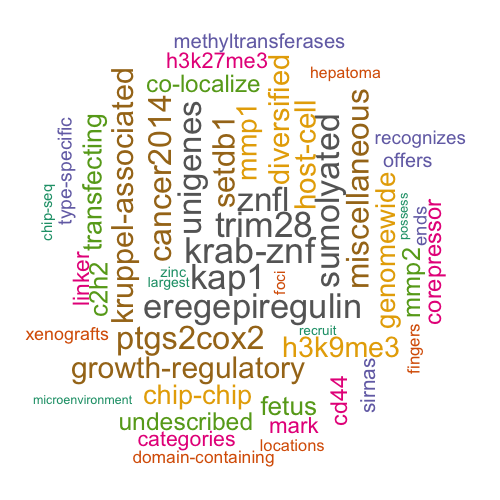 methyltransferases
h3k27me3
hepatoma
co-localize
type-specific
chip-seq
transfecting
kruppel-associated
cancer2014
unigenes
setdb1
mmp1
diversified
host-cell
sumolyated
miscellaneous
recognizes
offers
znfl
trim28
krab-znf
kap1
zinc
largest
foci
eregepiregulin
genomewide
possess
ends
mmp2
corepressor
linker
c2h2
xenografts
ptgs2cox2
recruit
h3k9me3
fingers
growth-regulatory
microenvironment
chip-chip
fetus
cd44
sirnas
undescribed
mark
categories
locations
domain-containing